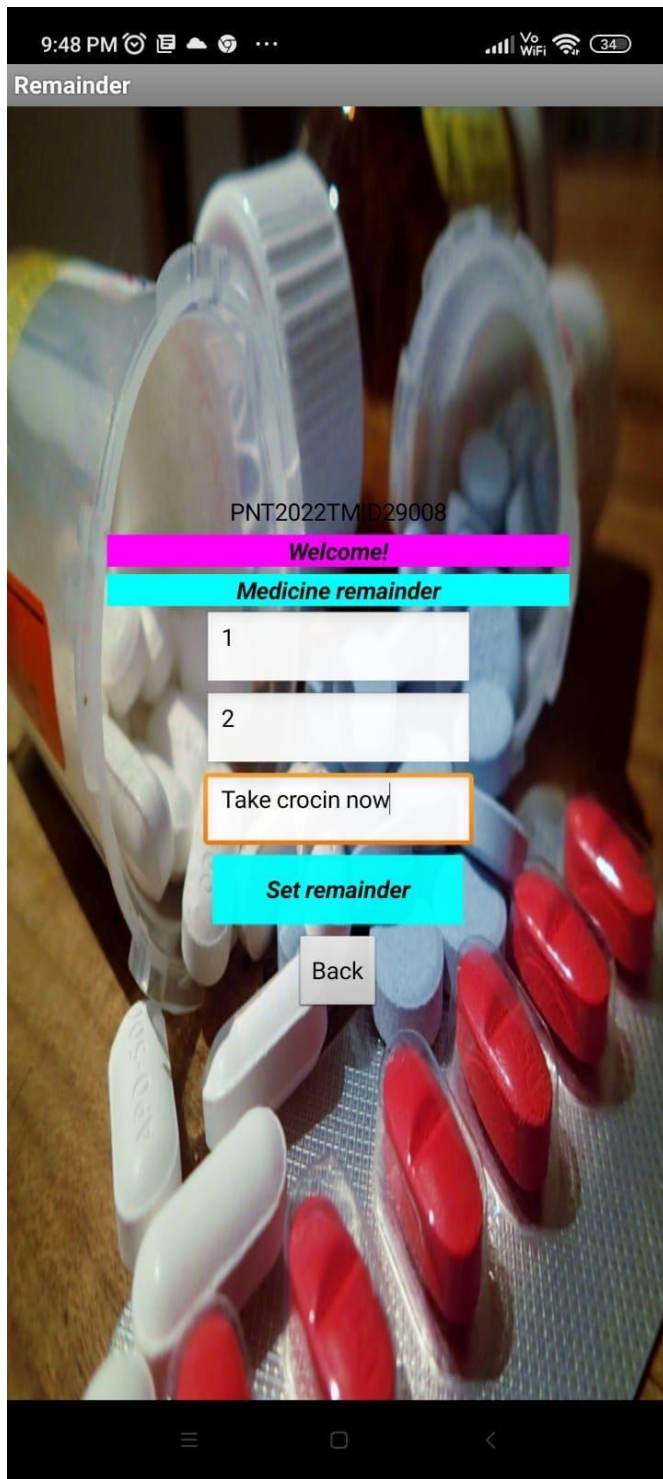 9:48 PM
Vo WiFi 34
Remainder
PNT2022TMID29008
Welcome!
Medicine remainder
1
2
Take crocin now
Set remainder
Back